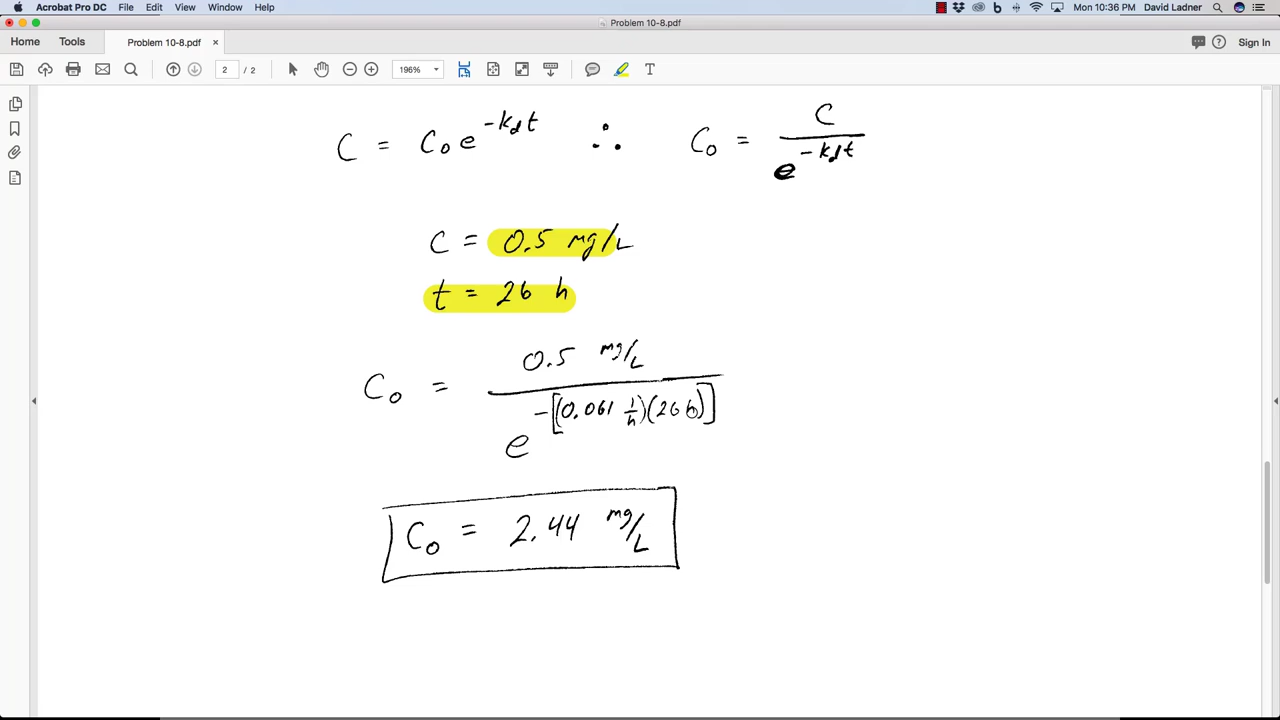 Acrobat Pro DC File Edit View Window Help Mon 10:36 PM David Ladner
Problem 10-8.pdf
Home Tools Problem 10-8.pdf × Sign In
2 / 2 196%
C = C₀ e^(-k_d t) ∴ C₀ = C / e^(-k_d t)
C = 0.5 mg/L
t = 26 h
C₀ = 0.5 mg/L / e^(-[(0.061 1/h)(26 h)])
C₀ = 2.44 mg/L